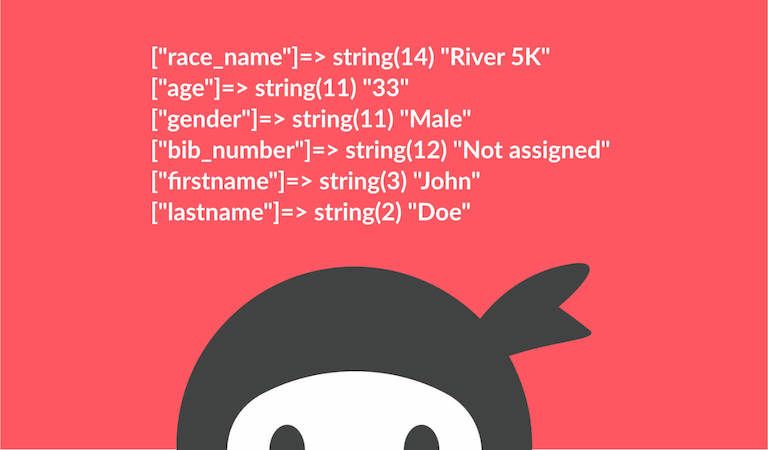 ["race_name"]=> string(14) "River 5K"
["age"]=> string(11) "33"
["gender"]=> string(11) "Male"
["bib_number"]=> string(12) "Not assigned"
["firstname"]=> string(3) "John"
["lastname"]=> string(2) "Doe"